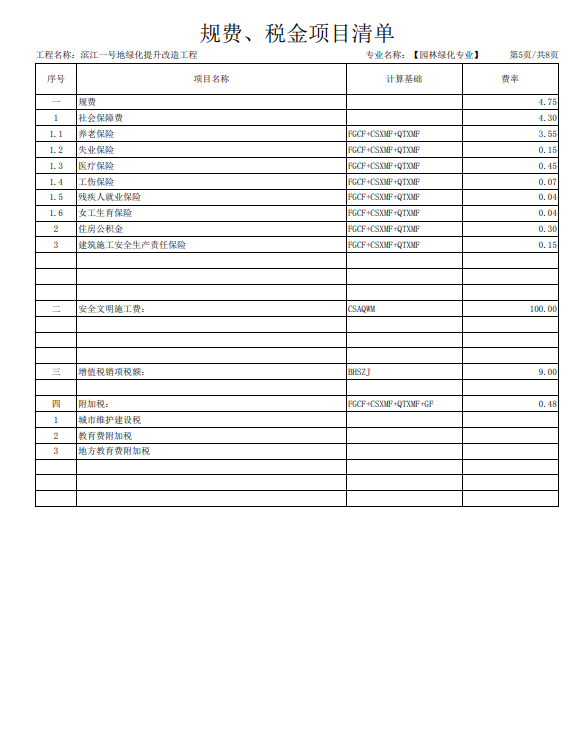 规费、税金项目清单
工程名称：滨江一号地绿化提升改造工程 专业名称：【园林绿化专业】 第5页/共8页
序号 项目名称 计算基础 费率
一 规费 4.75
1 社会保障费 4.30
1.1 养老保险 FGCF+CSXMF+QTXMF 3.55
1.2 失业保险 FGCF+CSXMF+QTXMF 0.15
1.3 医疗保险 FGCF+CSXMF+QTXMF 0.45
1.4 工伤保险 FGCF+CSXMF+QTXMF 0.07
1.5 残疾人就业保险 FGCF+CSXMF+QTXMF 0.04
1.6 女工生育保险 FGCF+CSXMF+QTXMF 0.04
2 住房公积金 FGCF+CSXMF+QTXMF 0.30
3 建筑施工安全生产责任保险 FGCF+CSXMF+QTXMF 0.15
二 安全文明施工费： CSAQWM 100.00
三 增值税销项税额： BHSZJ 9.00
四 附加税： FGCF+CSXMF+QTXMF+GF 0.48
1 城市维护建设税
2 教育费附加税
3 地方教育费附加税